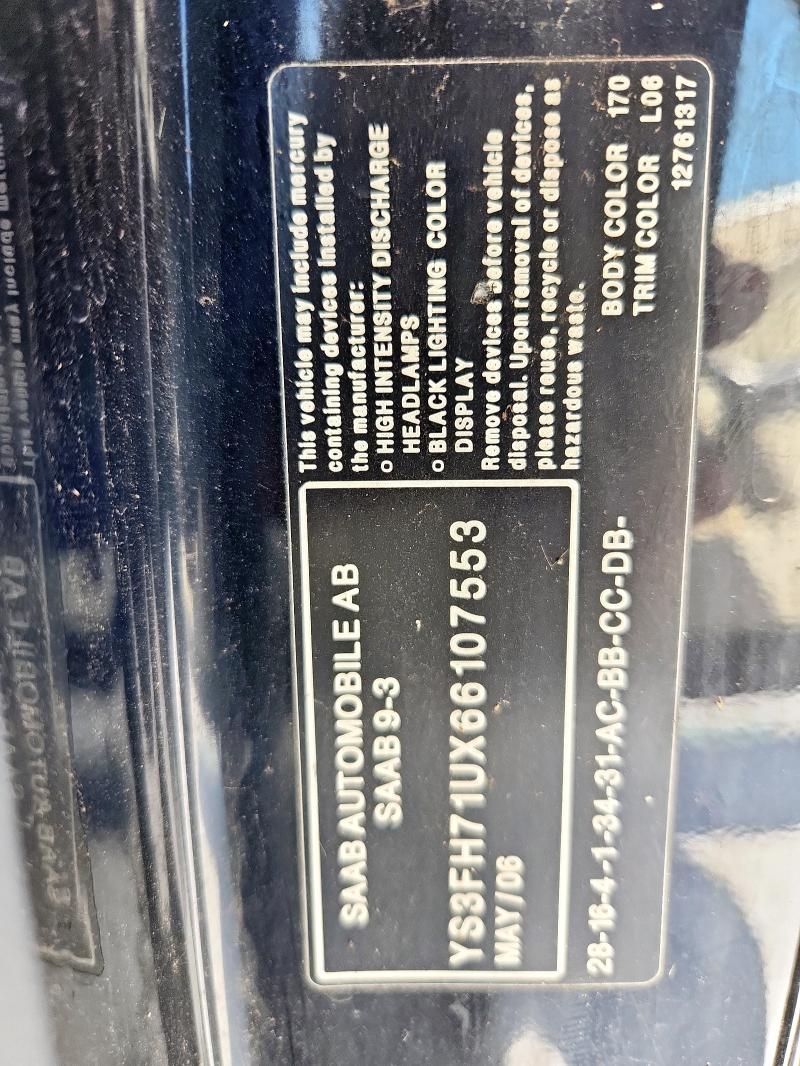 This vehicle may include mercury
containing devices installed by
the manufacturer:
o HIGH INTENSITY DISCHARGE
HEADLAMPS
o BLACK LIGHTING COLOR
DISPLAY
Remove devices before vehicle
disposal. Upon removal of devices,
please reuse, recycle or dispose as
hazardous waste.
SAAB AUTOMOBILE AB
SAAB 9-3
YS3FH71UX66107553
MAY/06
28-16-4-1-34-31-AC-BB-CC-DB-
BODY COLOR 170
TRIM COLOR L06
12761317